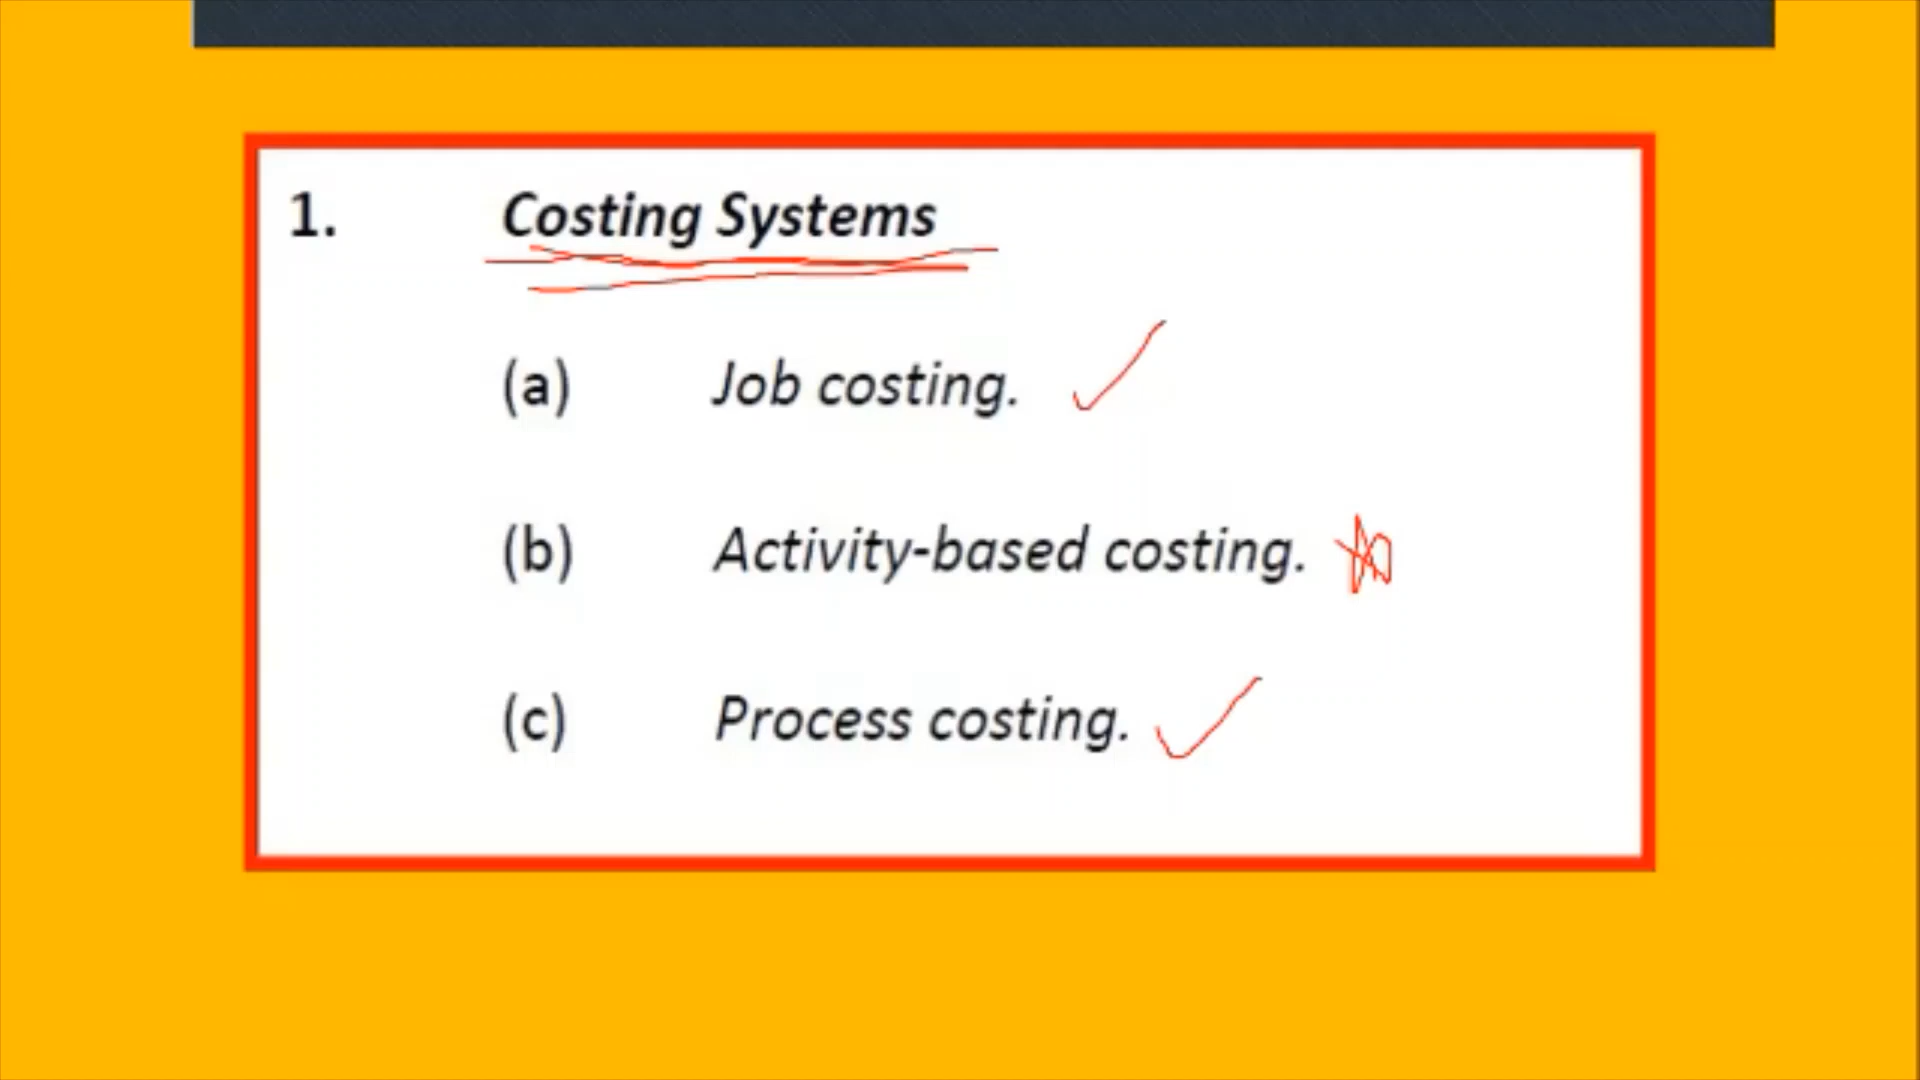 1. Costing Systems
(a) Job costing.
(b) Activity-based costing.
(c) Process costing.